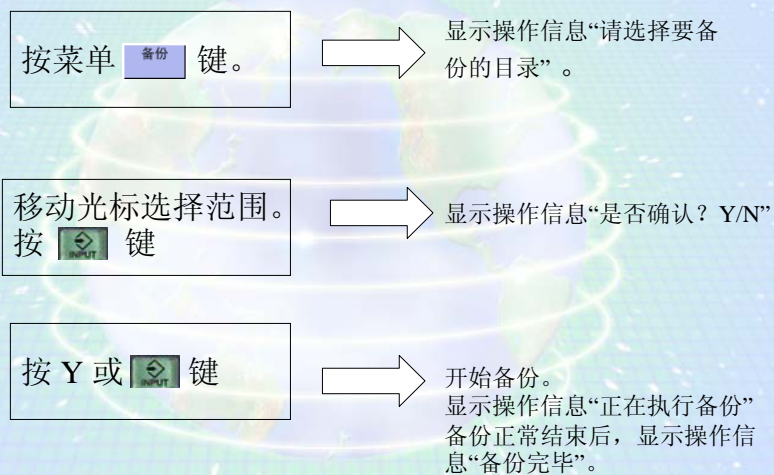 按菜单 备份 键。
显示操作信息“请选择要备
份的目录” 。
移动光标选择范围。
按 INPUT 键
显示操作信息“是否确认？Y/N”
按 Y 或 INPUT 键
开始备份。
显示操作信息“正在执行备份”
备份正常结束后，显示操作信
息“备份完毕”。